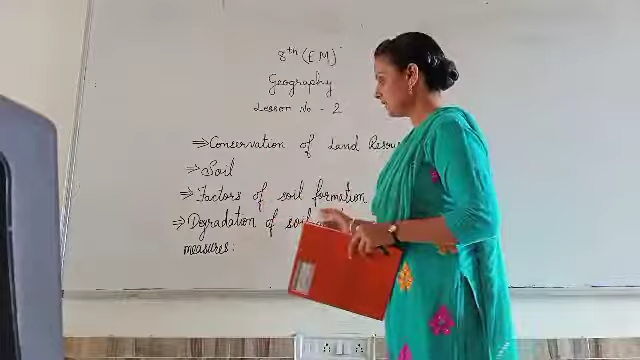 8th (EM)
Geography
Lesson No - 2
⇒ Conservation of Land Resou
⇒ Soil
⇒ Factors of soil formation
⇒ Degradation of soil
measures: